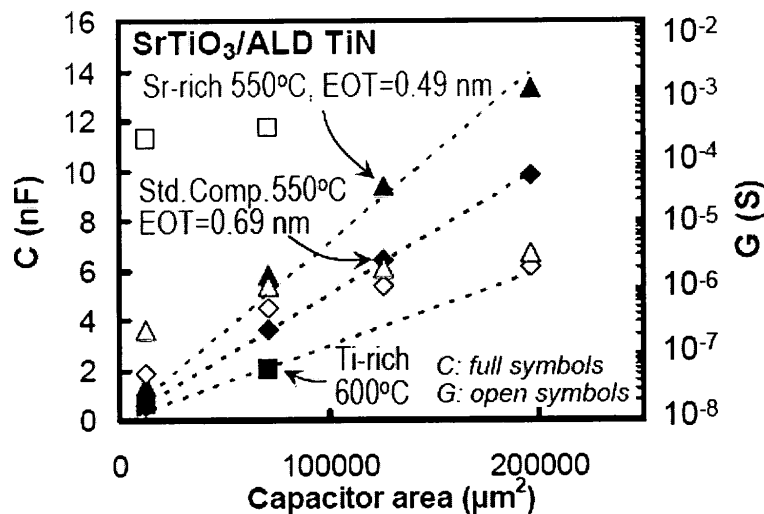 SrTiO₃/ALD TiN
Sr-rich 550ºC, EOT=0.49 nm
Std.Comp.550ºC
EOT=0.69 nm
Ti-rich
600ºC
C: full symbols
G: open symbols
C (nF)
16
14
12
10
8
6
4
2
0
G (S)
10⁻²
10⁻³
10⁻⁴
10⁻⁵
10⁻⁶
10⁻⁷
10⁻⁸
0
100000
200000
Capacitor area (µm²)